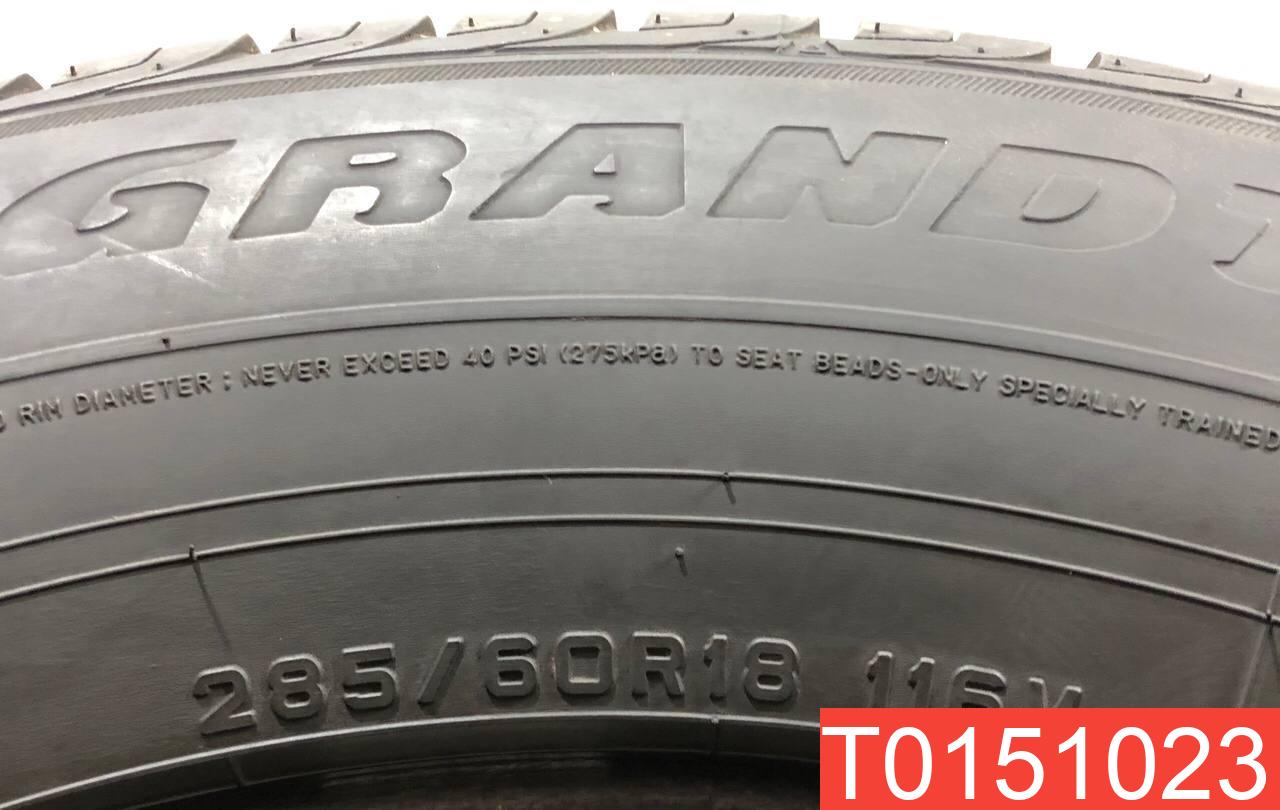 GRAND
RIM DIAMETER : NEVER EXCEED 40 PSI (275kPa) TO SEAT BEADS-ONLY SPECIALLY TRAINED
285/60R18 116V
T0151023